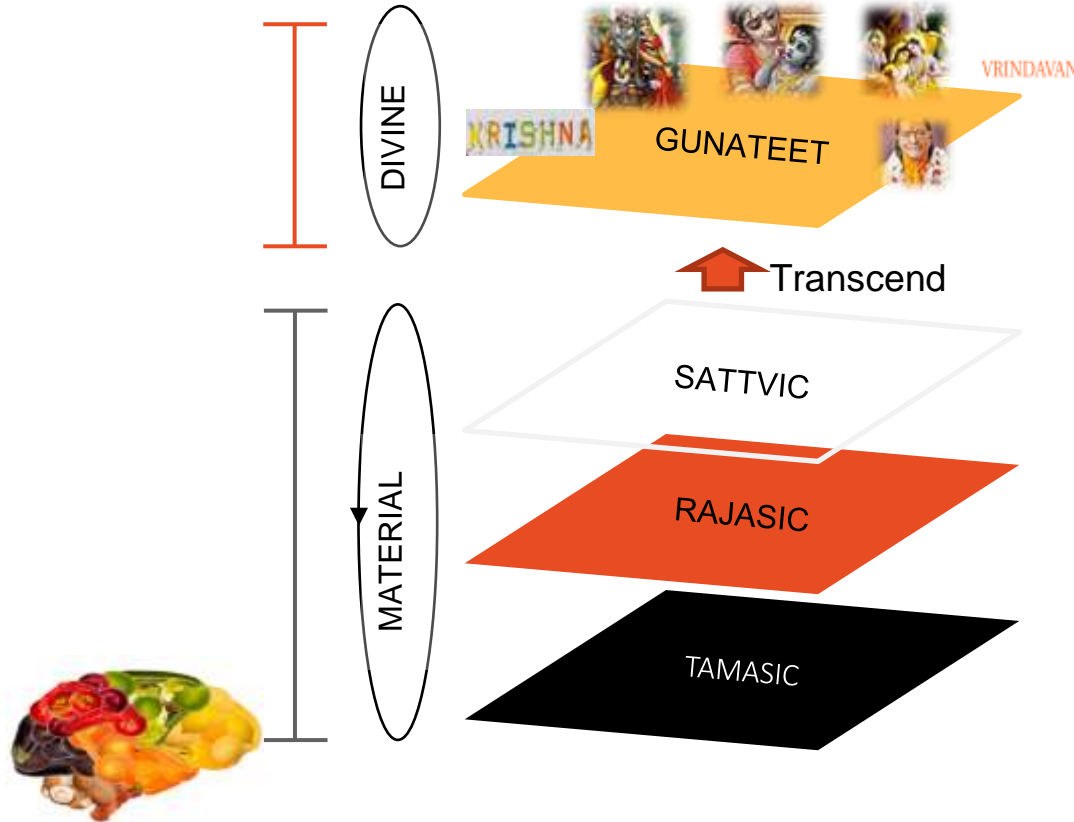 VRINDAVAN
DIVINE
KRISHNA
GUNATEET
Transcend
SATTVIC
MATERIAL
RAJASIC
TAMASIC